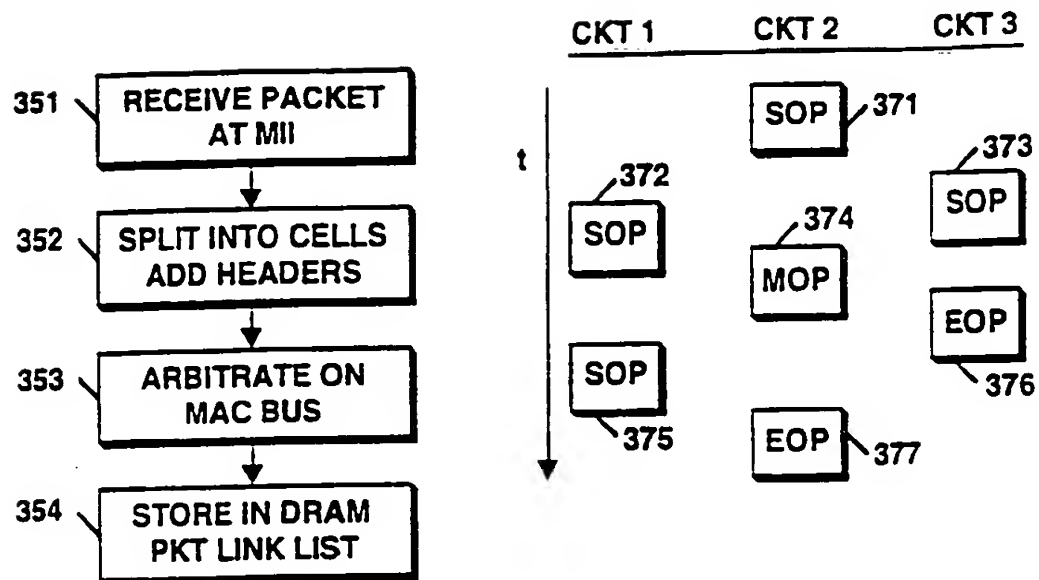 351
RECEIVE PACKET
AT MII
352
SPLIT INTO CELLS
ADD HEADERS
353
ARBITRATE ON
MAC BUS
354
STORE IN DRAM
PKT LINK LIST
CKT 1 CKT 2 CKT 3
t
SOP 371
372
SOP
373
SOP
374
MOP
SOP
375
EOP
376
EOP 377